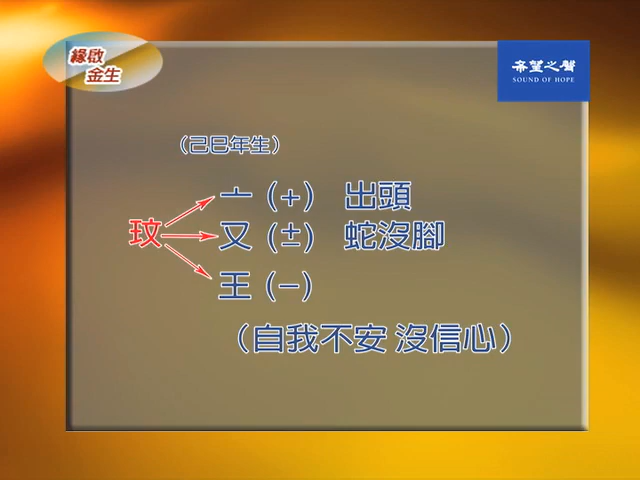 緣啟
金生
希望之聲
SOUND OF HOPE
（己巳年生）
亠 (+) 出頭
玟 又 (±) 蛇沒腳
王 (−)
（自我不安 沒信心）